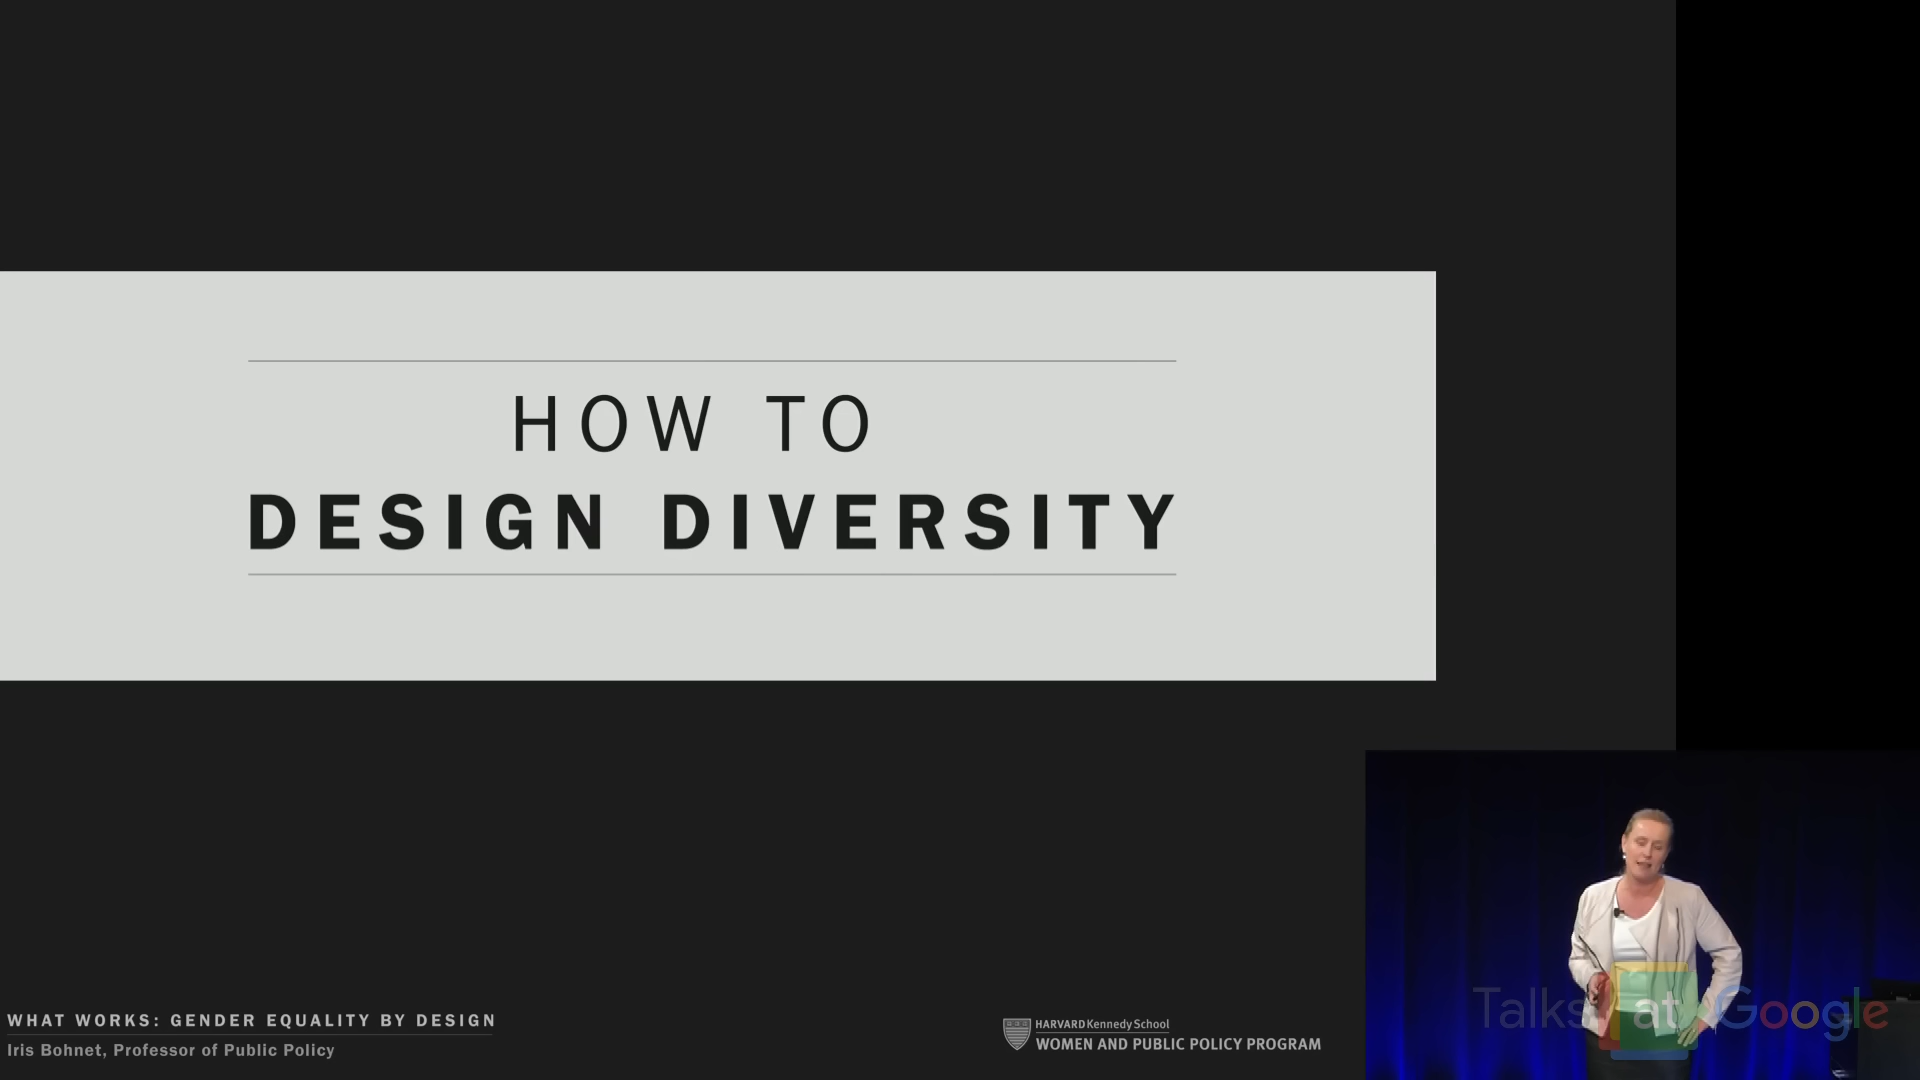 HOW TO
DESIGN DIVERSITY
WHAT WORKS: GENDER EQUALITY BY DESIGN
Iris Bohnet, Professor of Public Policy
HARVARD Kennedy School
WOMEN AND PUBLIC POLICY PROGRAM
Talks at Google